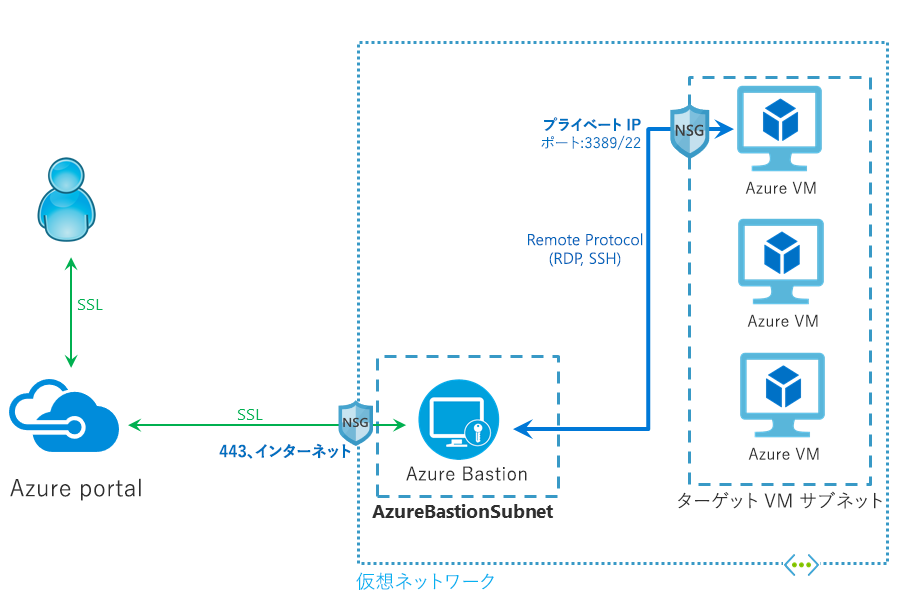 プライベート IP
ポート:3389/22
NSG
Azure VM
Remote Protocol
(RDP, SSH)
Azure VM
SSL
SSL
NSG
443、インターネット
Azure Bastion
Azure VM
Azure portal
AzureBastionSubnet
ターゲット VM サブネット
仮想ネットワーク